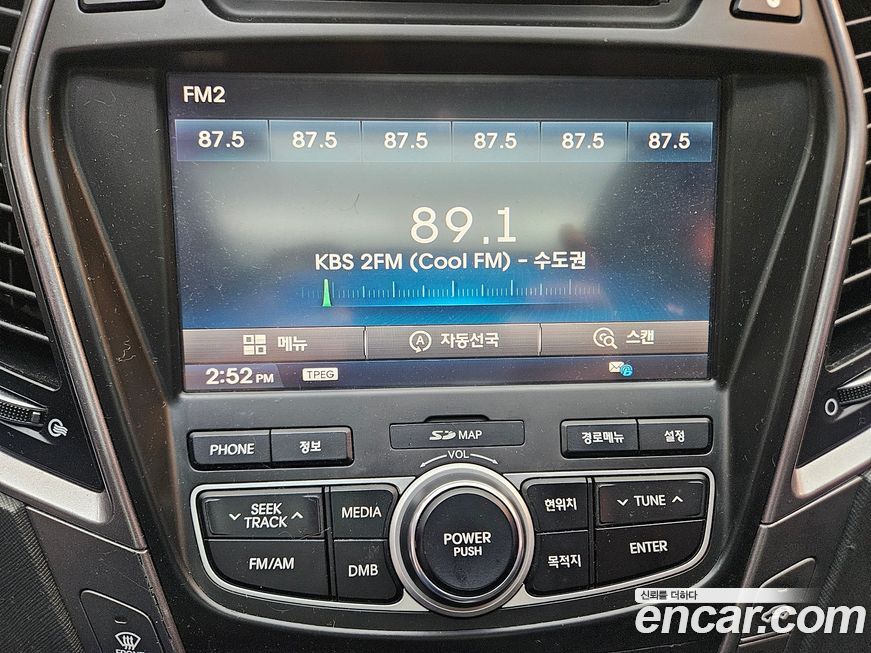 FM2
87.5 87.5 87.5 87.5 87.5 87.5
89.1
KBS 2FM (Cool FM) - 수도권
메뉴 A 자동선국 스캔
2:52 PM TPEG
PHONE 정보 SD MAP 경로메뉴 설정
VOL
SEEK TRACK MEDIA 현위치 TUNE
POWER PUSH
FM/AM DMB 목적지 ENTER
신뢰를 더하다
encar.com
FRONT